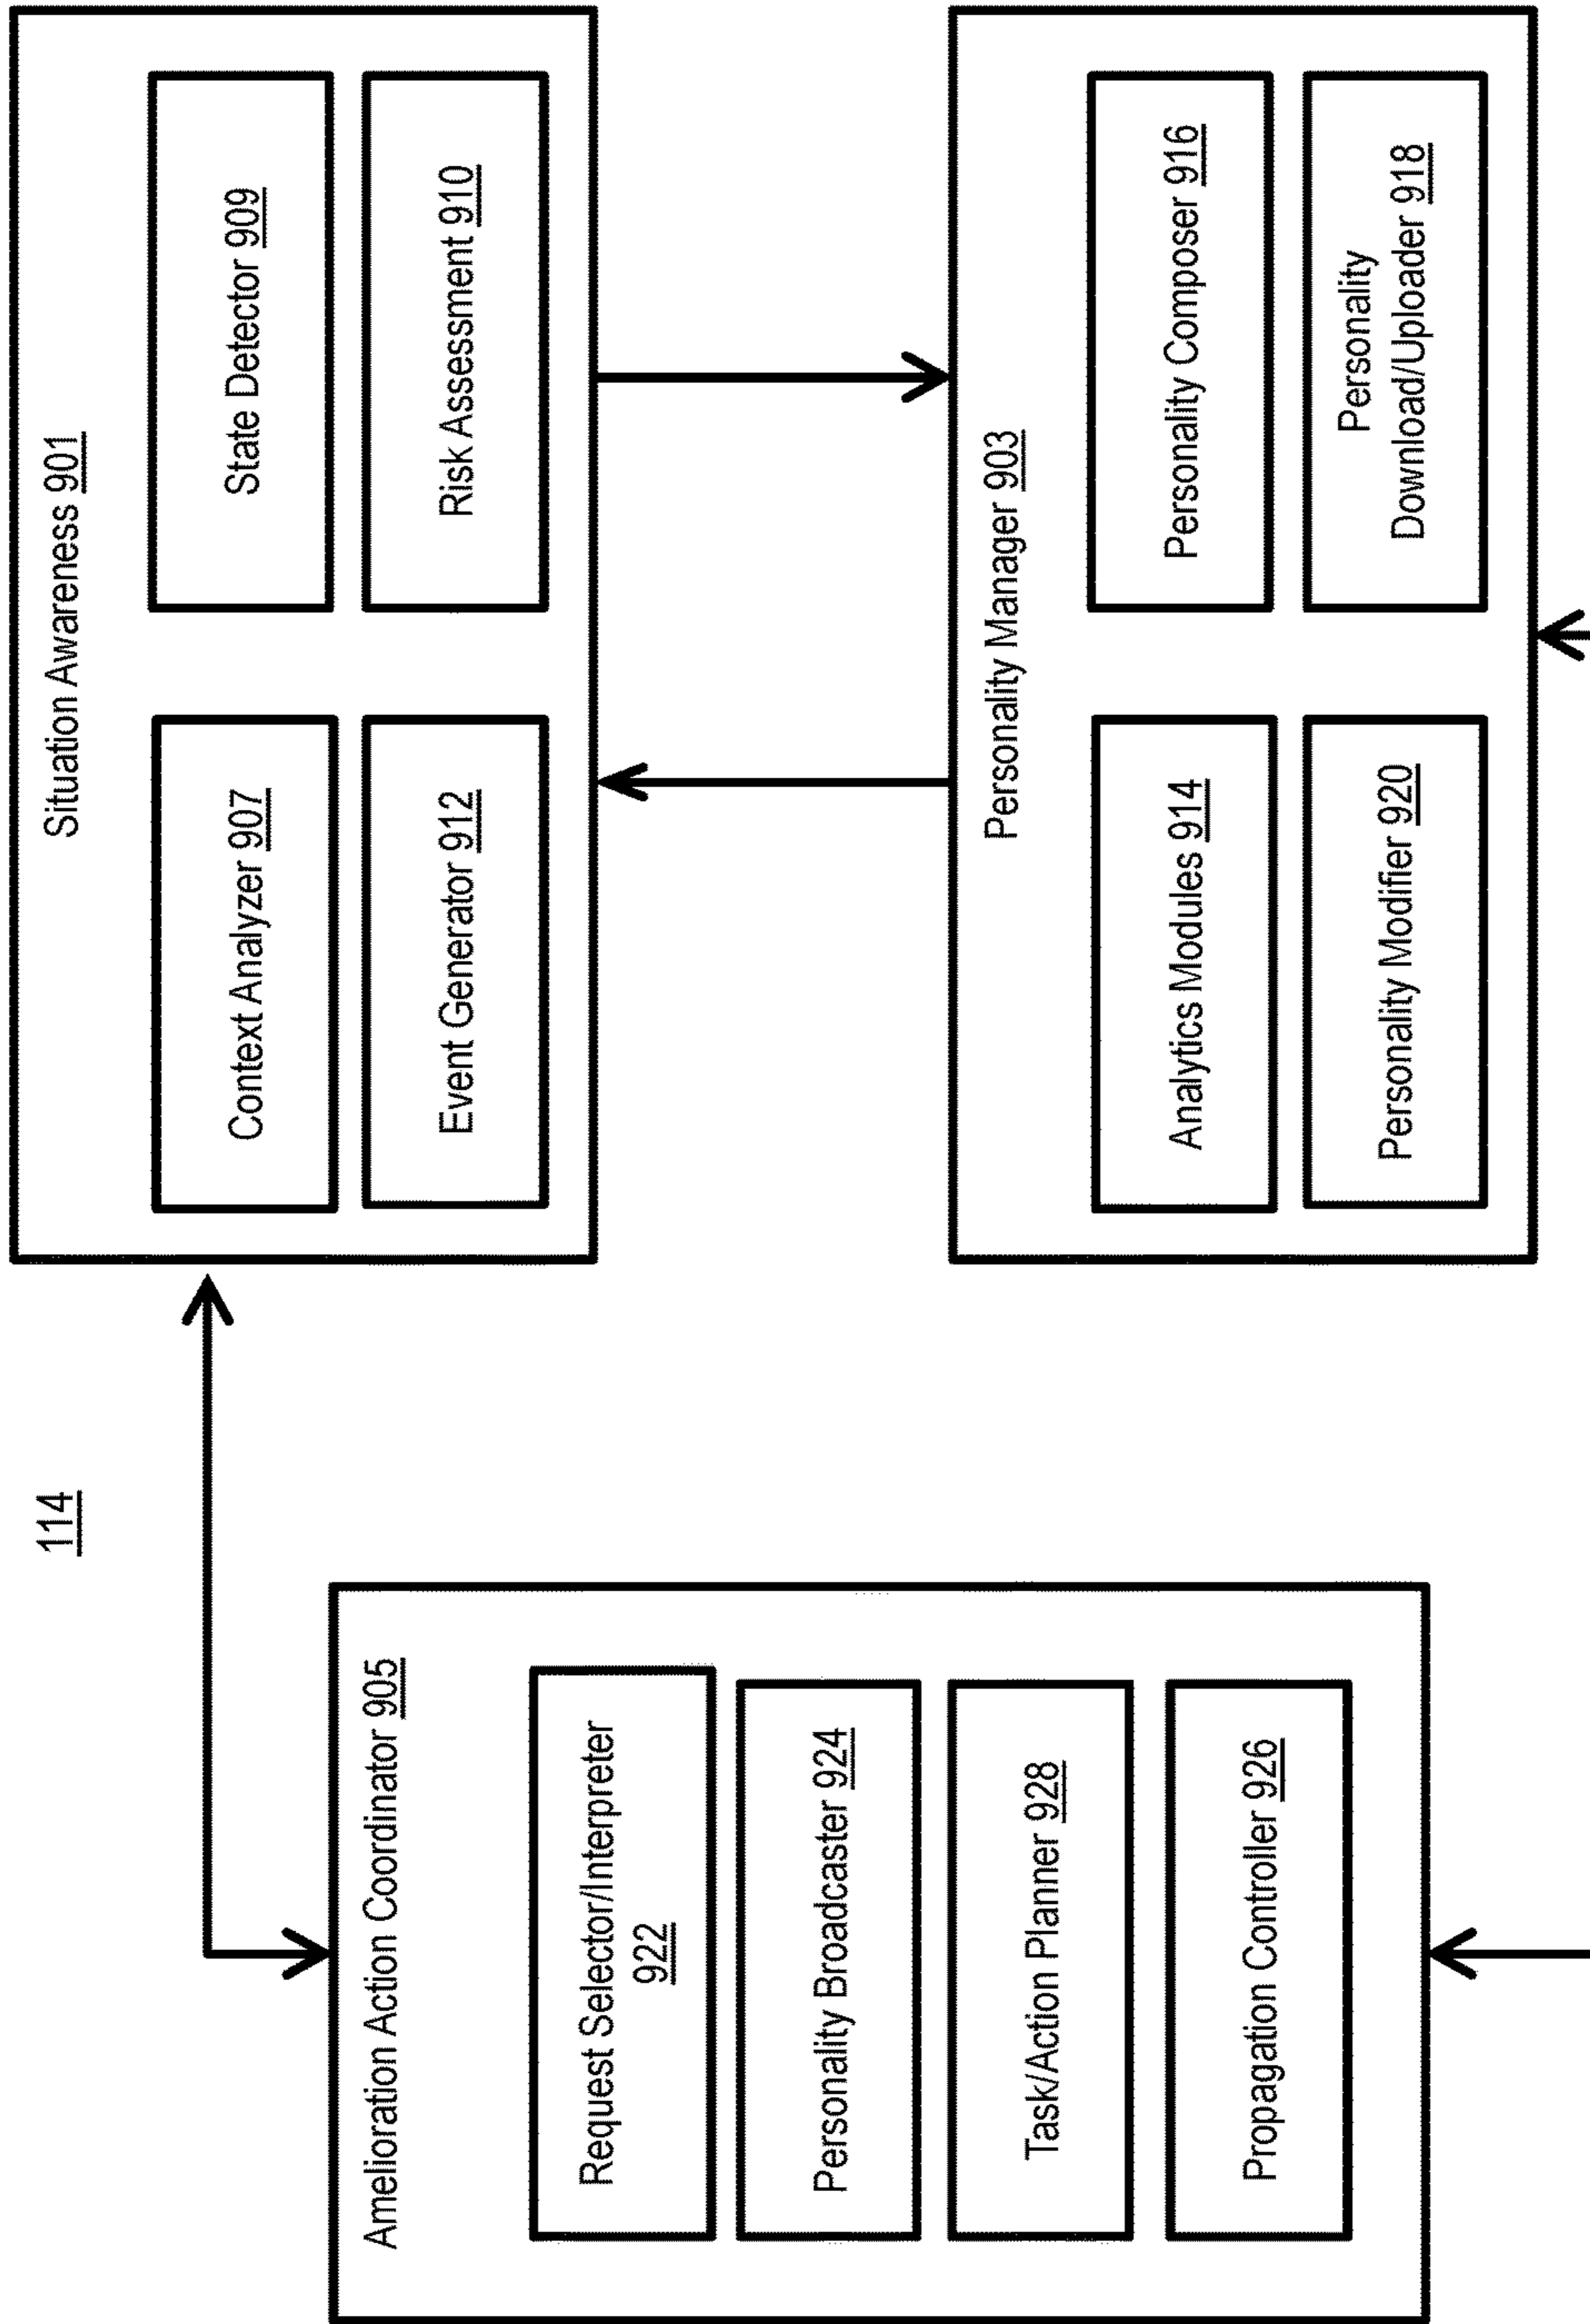 114
Amelioration Action Coordinator 905
Request Selector/Interpreter
922
Personality Broadcaster 924
Task/Action Planner 928
Propagation Controller 926
Situation Awareness 901
Context Analyzer 907
State Detector 909
Event Generator 912
Risk Assessment 910
Personality Manager 903
Analytics Modules 914
Personality Composer 916
Personality Modifier 920
Personality
Download/Uploader 918